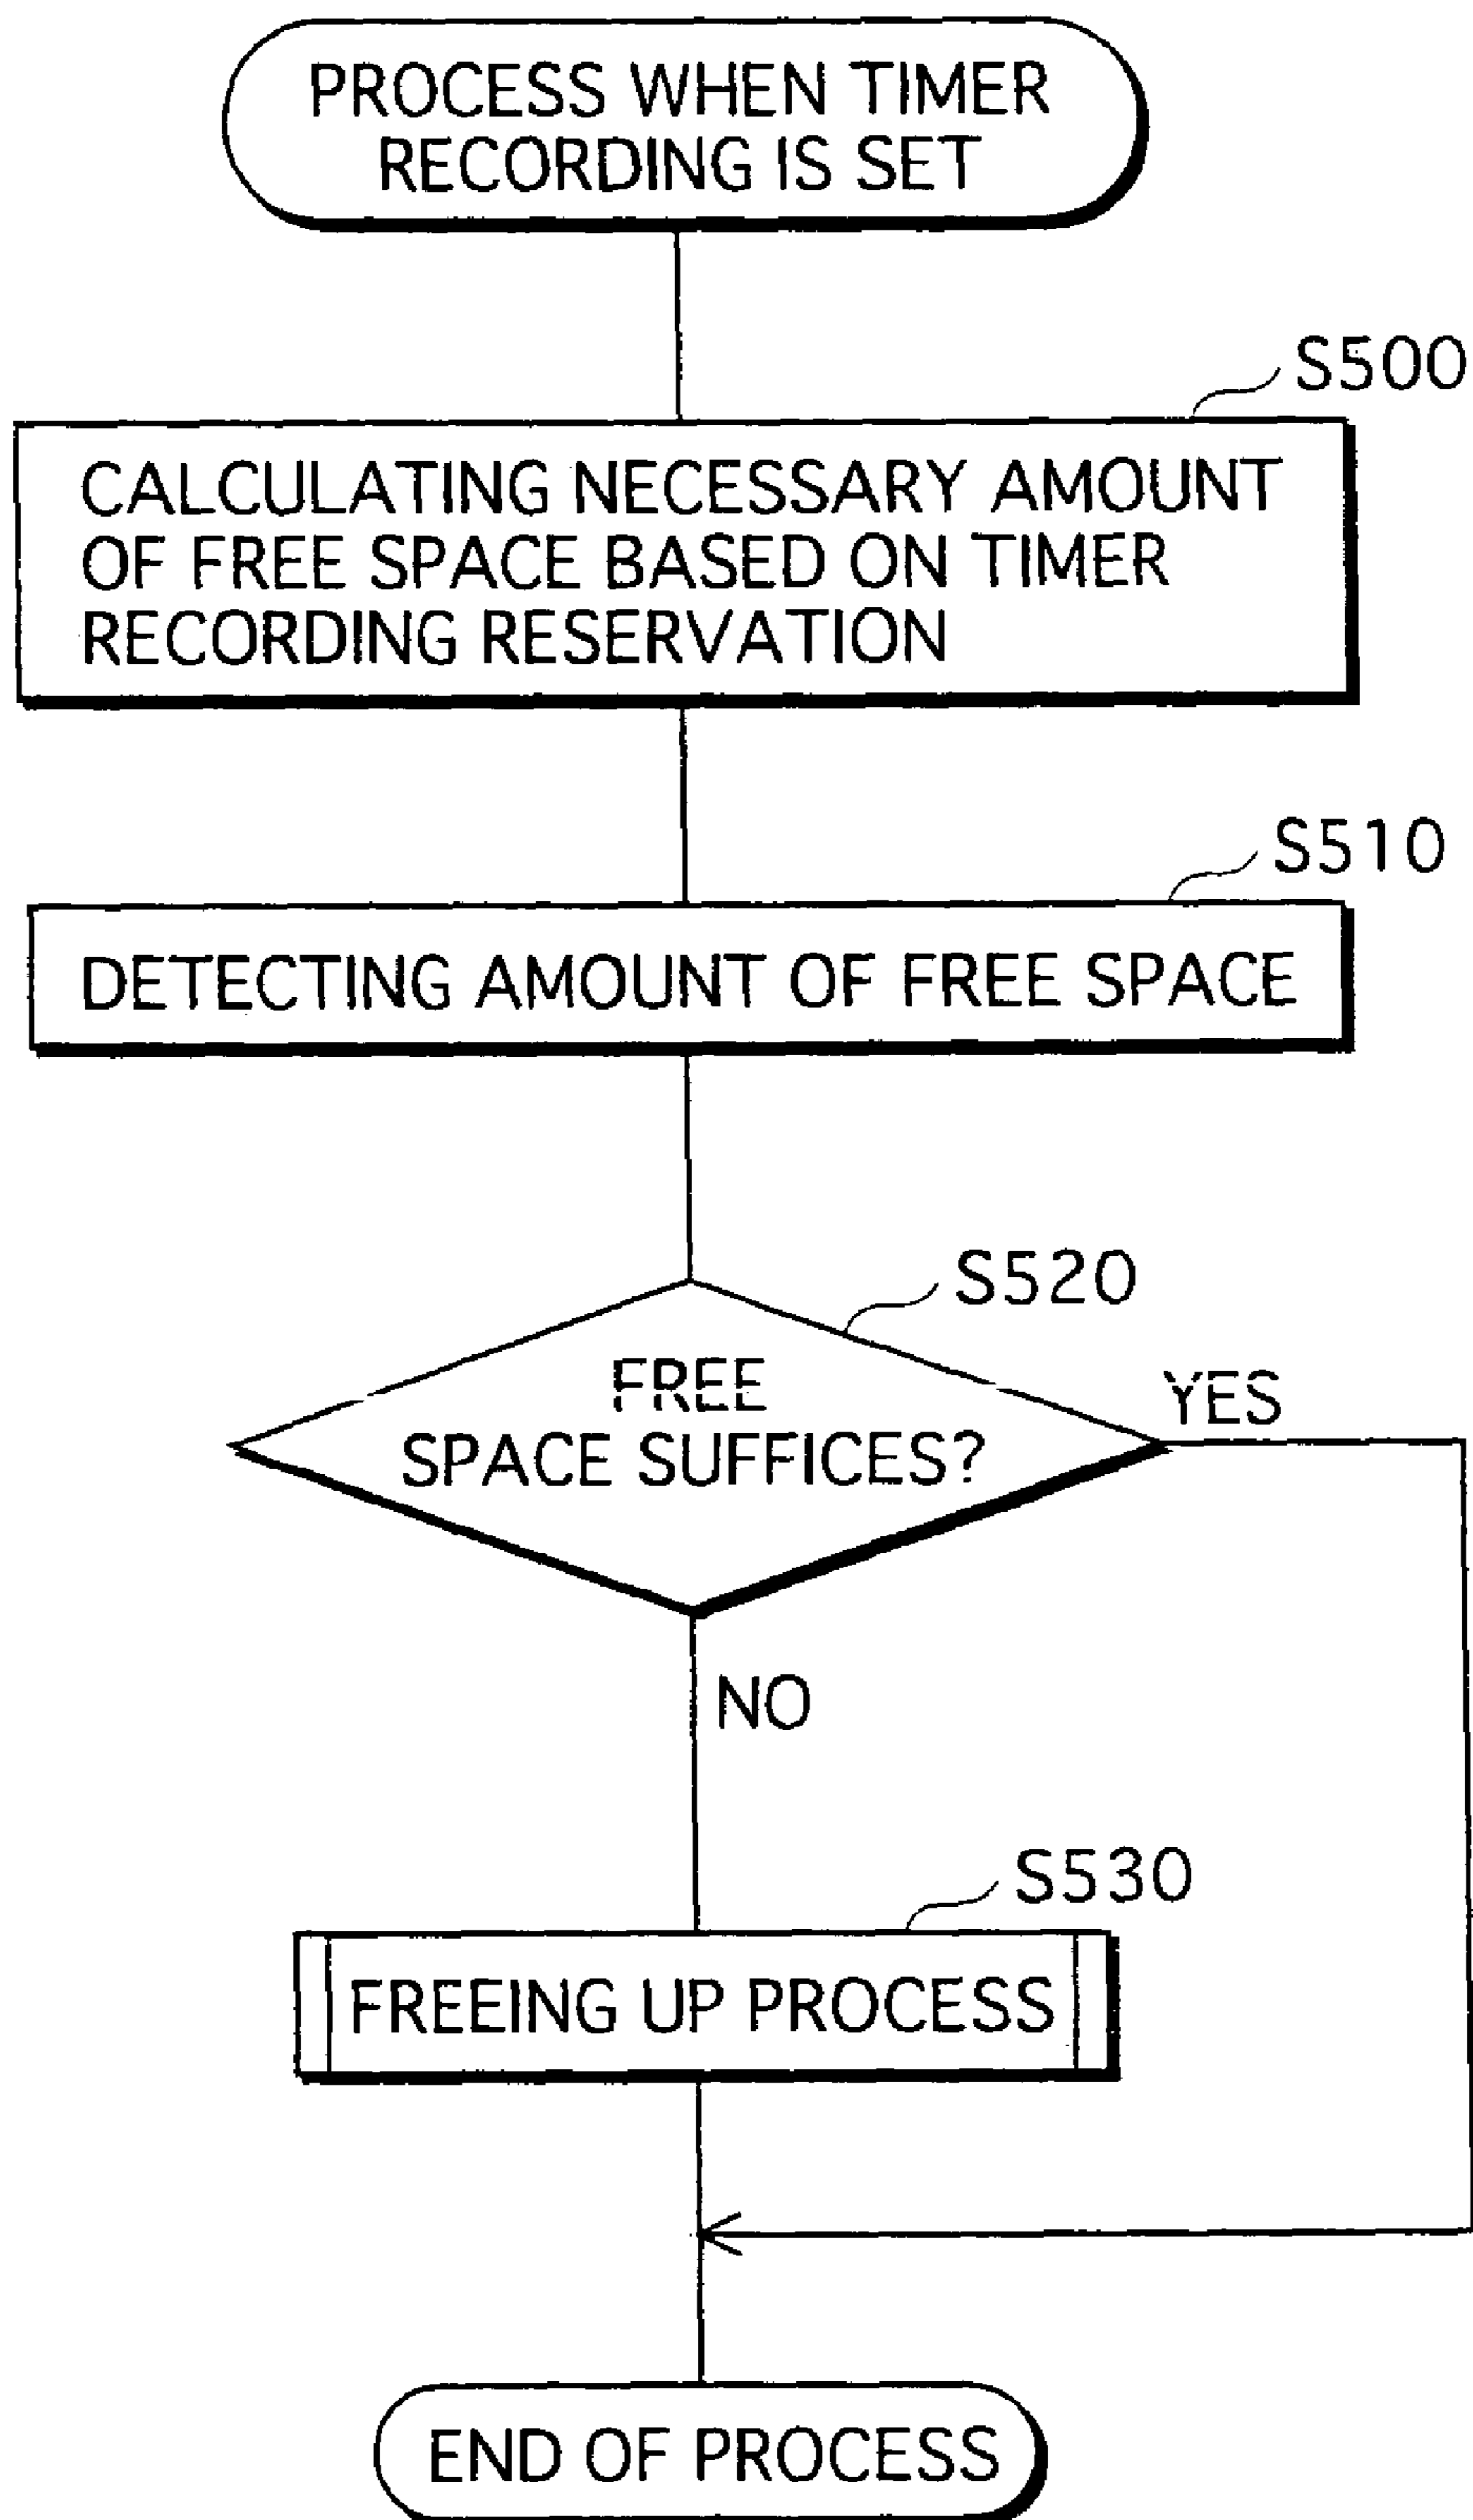 PROCESS WHEN TIMER
RECORDING IS SET
S500
CALCULATING NECESSARY AMOUNT
OF FREE SPACE BASED ON TIMER
RECORDING RESERVATION
S510
DETECTING AMOUNT OF FREE SPACE
S520
FREE
SPACE SUFFICES?
YES
NO
S530
FREEING UP PROCESS
END OF PROCESS